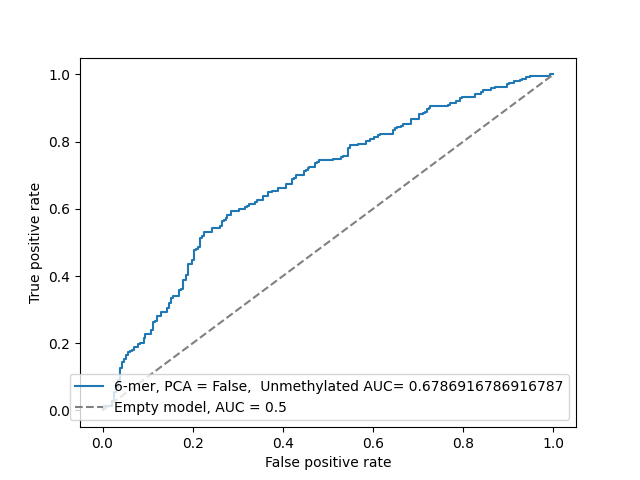 1.0
0.8
0.6
0.4
0.2
0.0
True positive rate
6-mer, PCA = False,  Unmethylated AUC= 0.6786916786916787
Empty model, AUC = 0.5
0.0 0.2 0.4 0.6 0.8 1.0
False positive rate